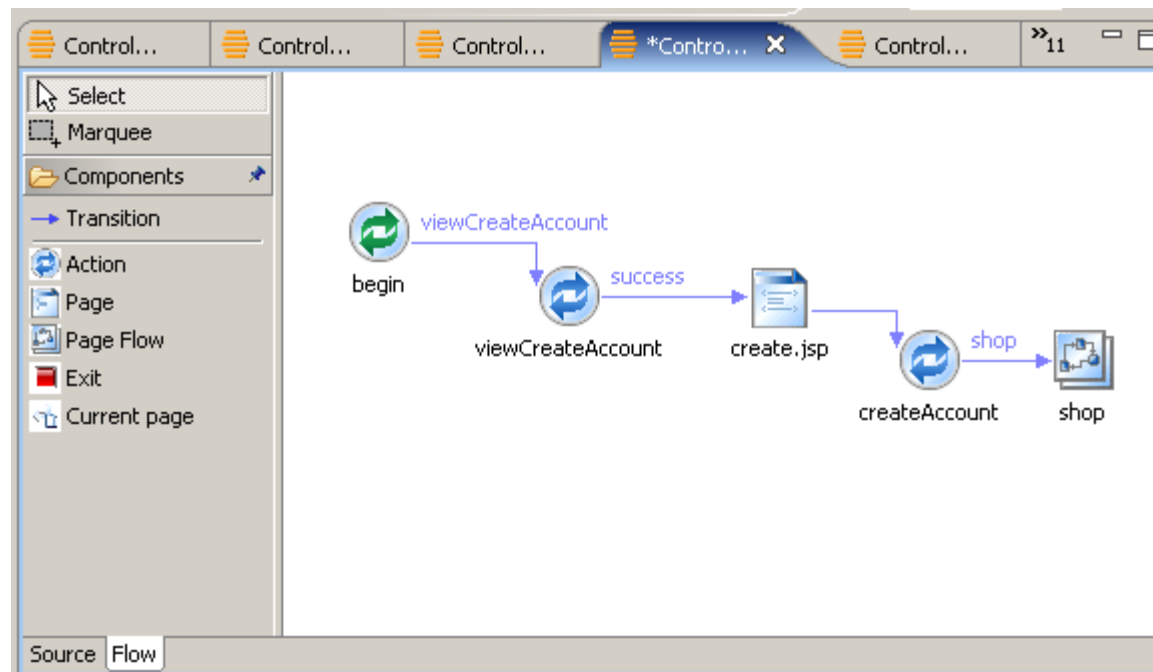 Control...
Control...
Control...
*Contro...
Control...
»11
Select
Marquee
Components
Transition
Action
Page
Page Flow
Exit
Current page
viewCreateAccount
begin
success
viewCreateAccount
create.jsp
shop
createAccount
shop
Source
Flow